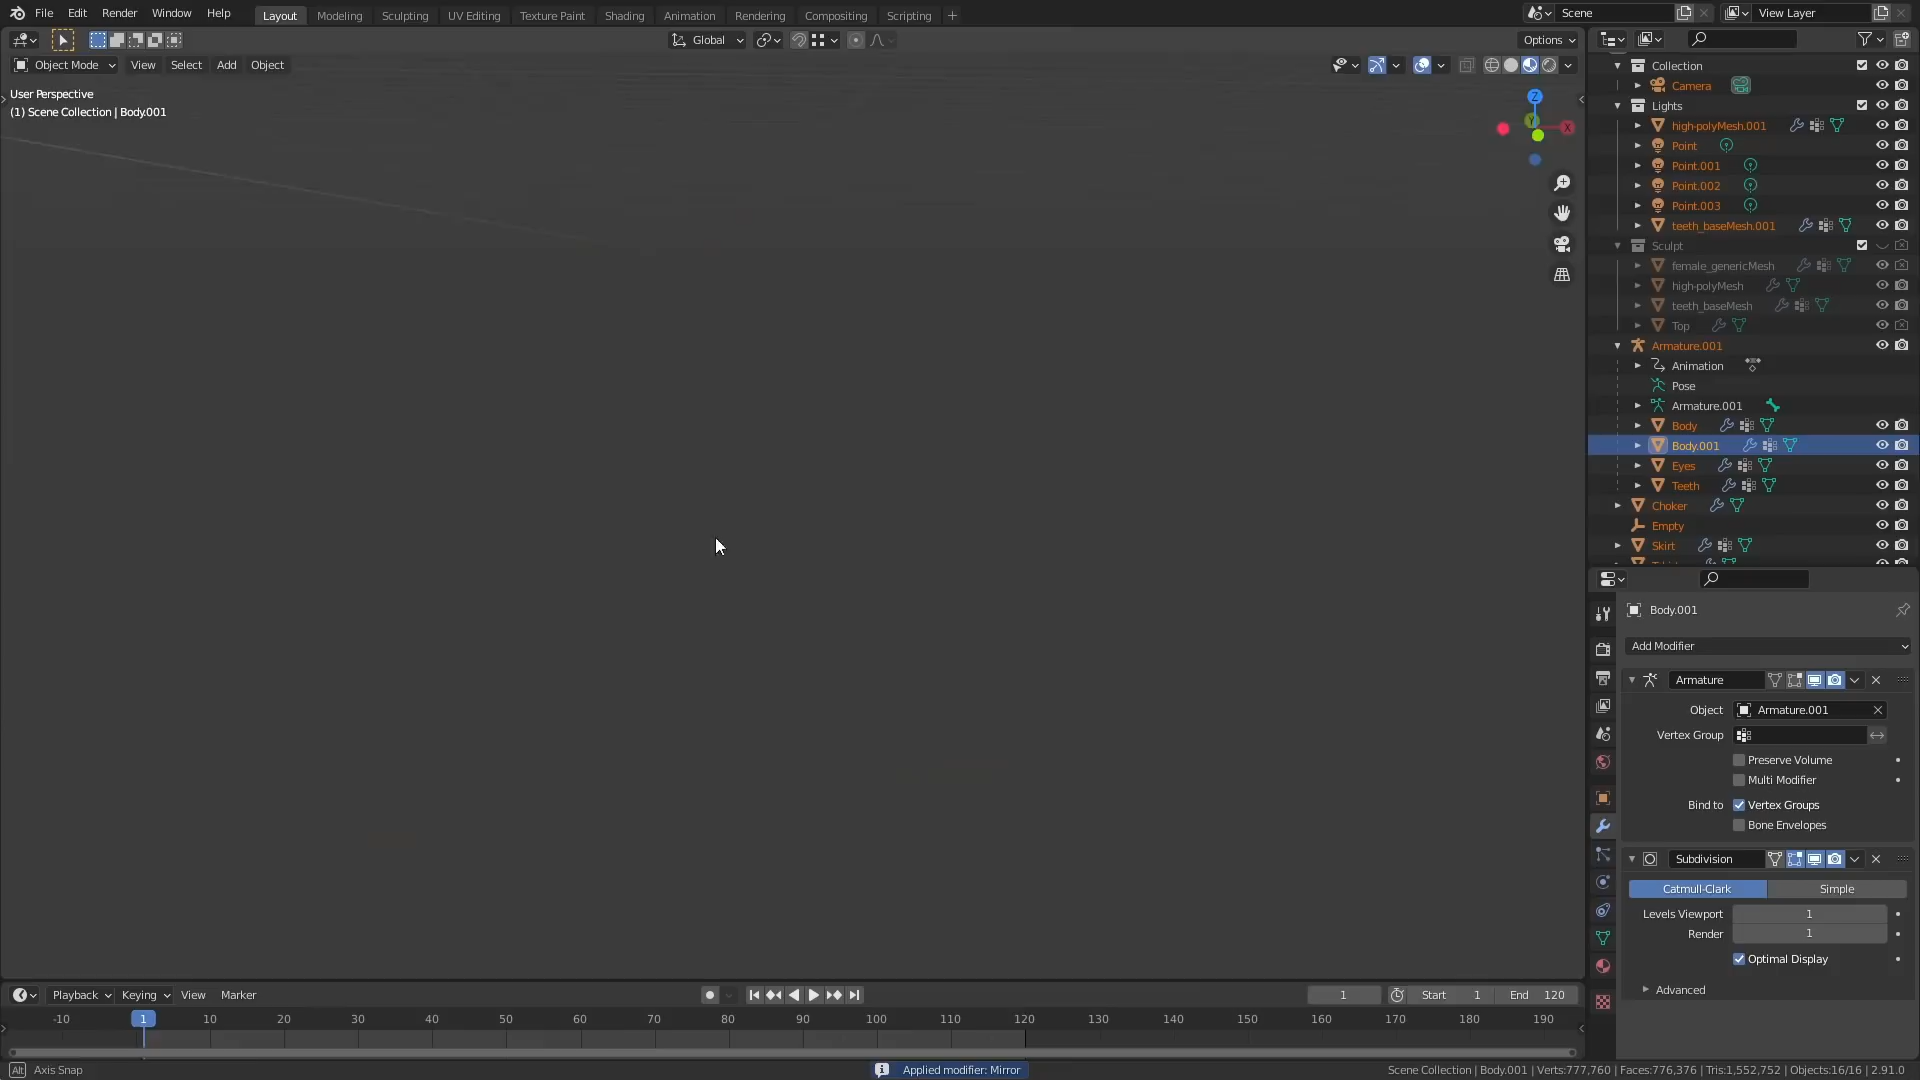 File Edit Render Window Help Layout Modeling Sculpting UV Editing Texture Paint Shading Animation Rendering Compositing Scripting + Scene View Layer
Global Options
Object Mode View Select Add Object
User Perspective
(1) Scene Collection | Body.001
Z
Y
X
Collection
Camera
Lights
high-polyMesh.001
Point
Point.001
Point.002
Point.003
teeth_baseMesh.001
Sculpt
female_genericMesh
high-polyMesh
teeth_baseMesh
Top
Armature.001
Animation
Pose
Armature.001
Body
Body.001
Eyes
Teeth
Choker
Empty
Skirt
Body.001
Add Modifier
Armature
Object Armature.001
Vertex Group
Preserve Volume
Multi Modifier
Bind to Vertex Groups
Bone Envelopes
Subdivision
Catmull-Clark Simple
Levels Viewport 1
Render 1
Optimal Display
Advanced
Playback Keying View Marker 1 Start 1 End 120
-10 1 10 20 30 40 50 60 70 80 90 100 110 120 130 140 150 160 170 180 190
Alt Axis Snap Applied modifier: Mirror Scene Collection | Body.001 | Verts:777,760 | Faces:776,376 | Tris:1,552,752 | Objects:16/16 | 2.91.0